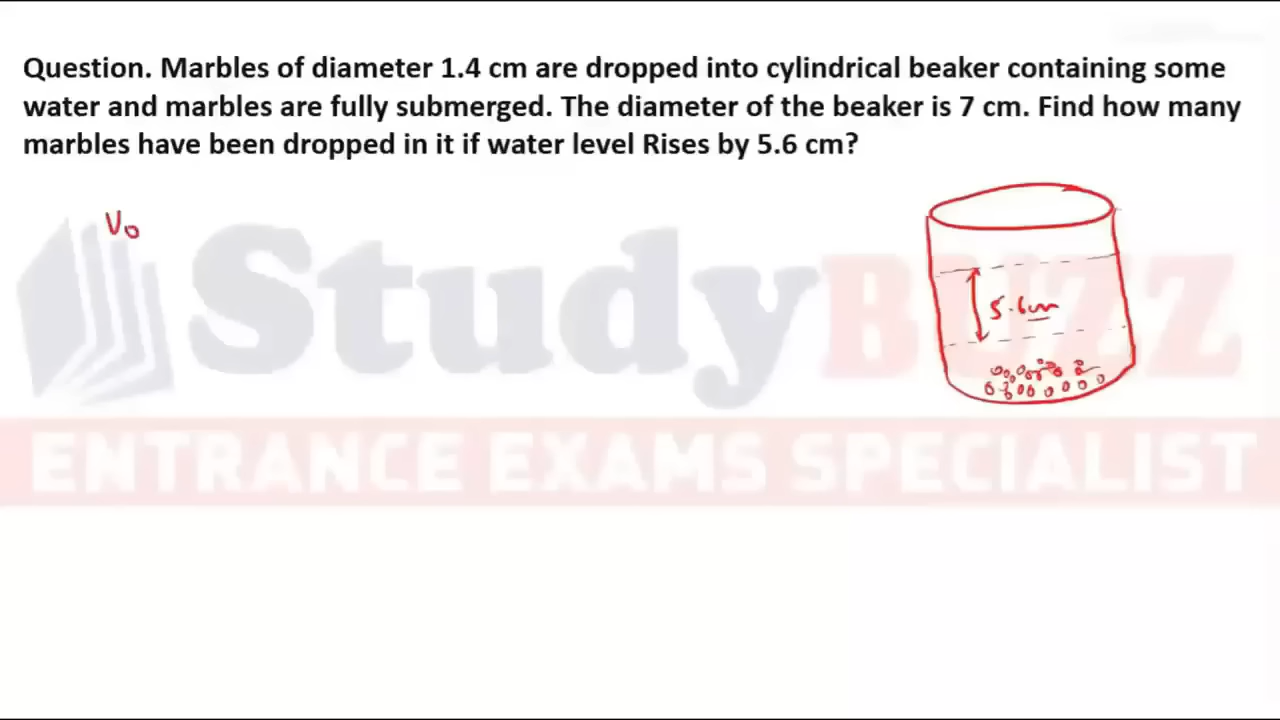 Question. Marbles of diameter 1.4 cm are dropped into cylindrical beaker containing some
water and marbles are fully submerged. The diameter of the beaker is 7 cm. Find how many
marbles have been dropped in it if water level Rises by 5.6 cm?
Vo
5.6cm
StudyBUZZ
ENTRANCE EXAMS SPECIALIST